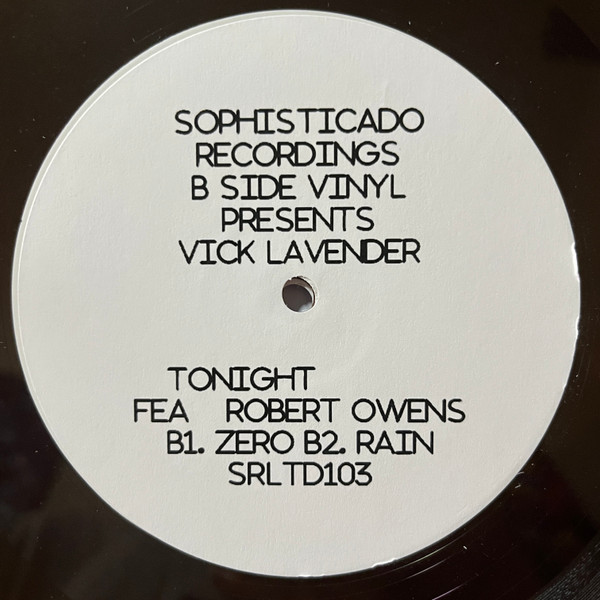 SOPHISTICADO
RECORDINGS
B SIDE VINYL
PRESENTS
VICK LAVENDER
TONIGHT
FEA ROBERT OWENS
B1. ZERO B2. RAIN
SRLTD103